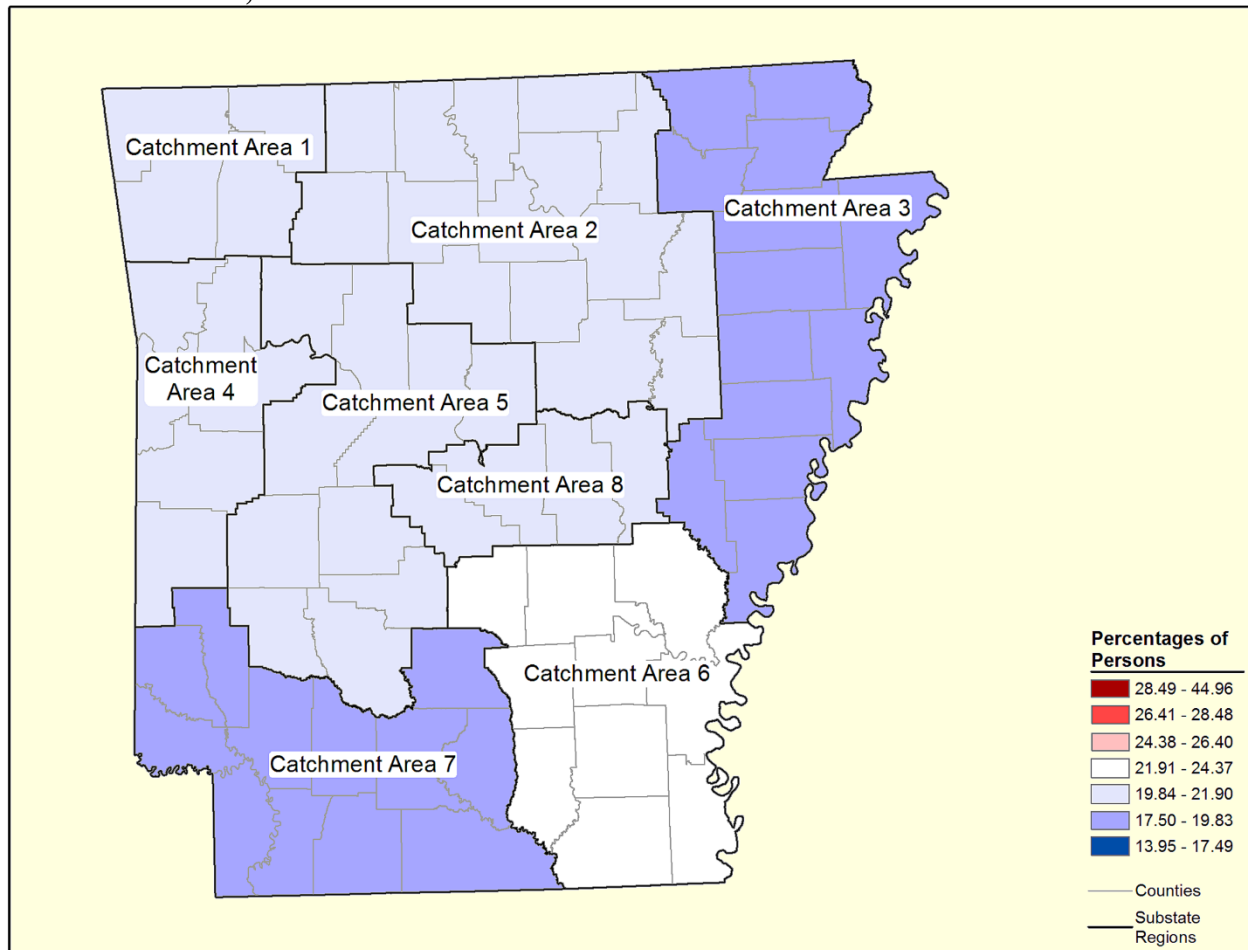 )
Catchment Area 1
Catchment Area 3
Catchment Area 2
Catchment
Area 4
Catchment Area 5
Catchment Area 8
Catchment Area 6
Catchment Area 7
Percentages of
Persons
28.49 - 44.96
26.41 - 28.48
24.38 - 26.40
21.91 - 24.37
19.84 - 21.90
17.50 - 19.83
13.95 - 17.49
Counties
Substate
Regions